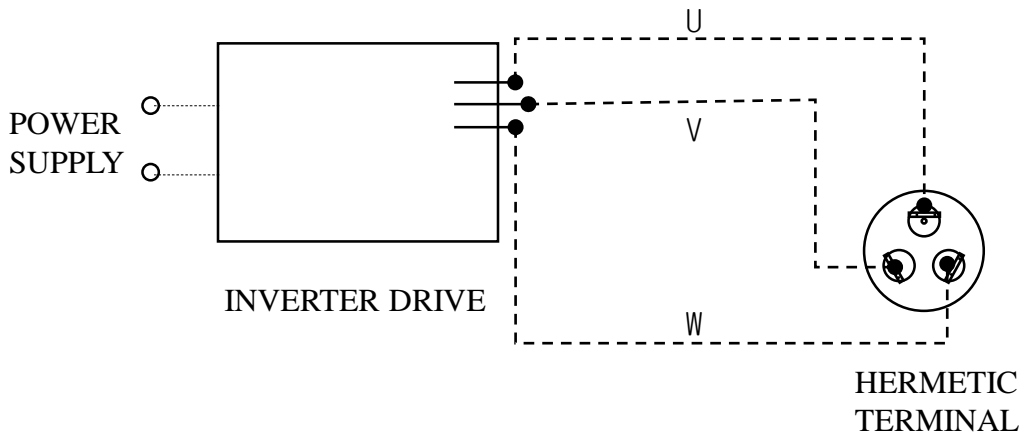 U
POWER
SUPPLY
V
INVERTER DRIVE
W
HERMETIC
TERMINAL